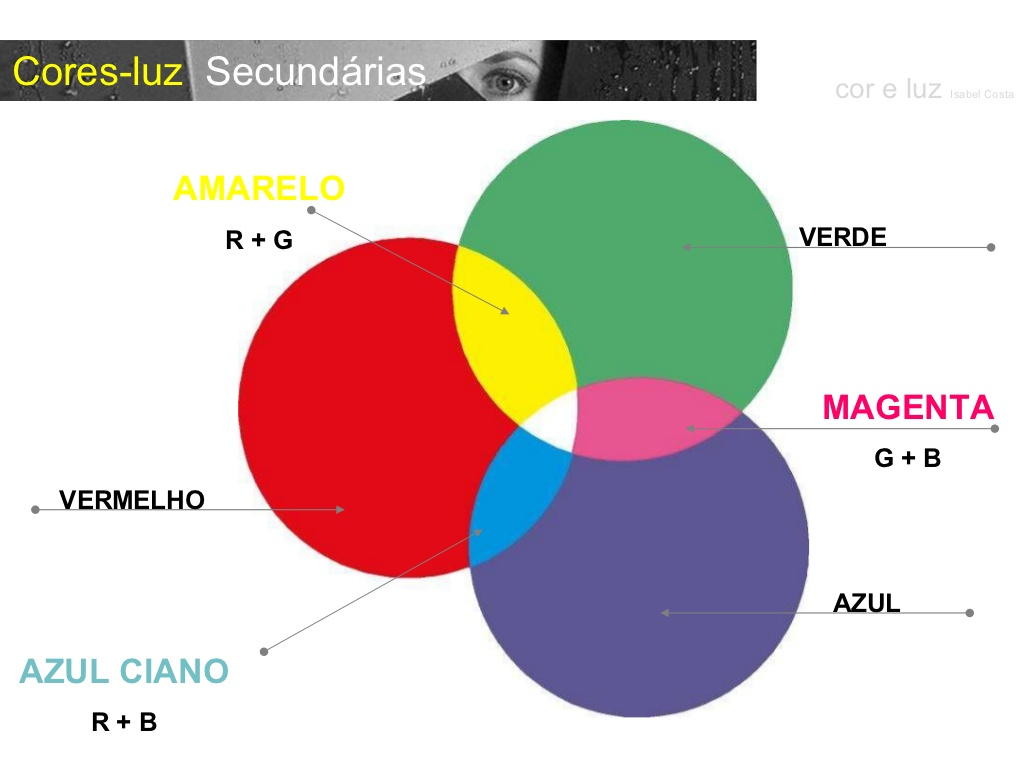 Cores-luz Secundárias
cor e luz Isabel Costa
AMARELO
R + G
VERDE
MAGENTA
G + B
VERMELHO
AZUL
AZUL CIANO
R + B